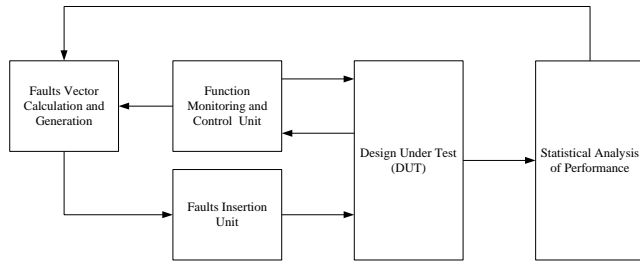 Faults Vector
Calculation and
Generation
Function
Monitoring and
Control Unit
Faults Insertion
Unit
Design Under Test
(DUT)
Statistical Analysis
of Performance